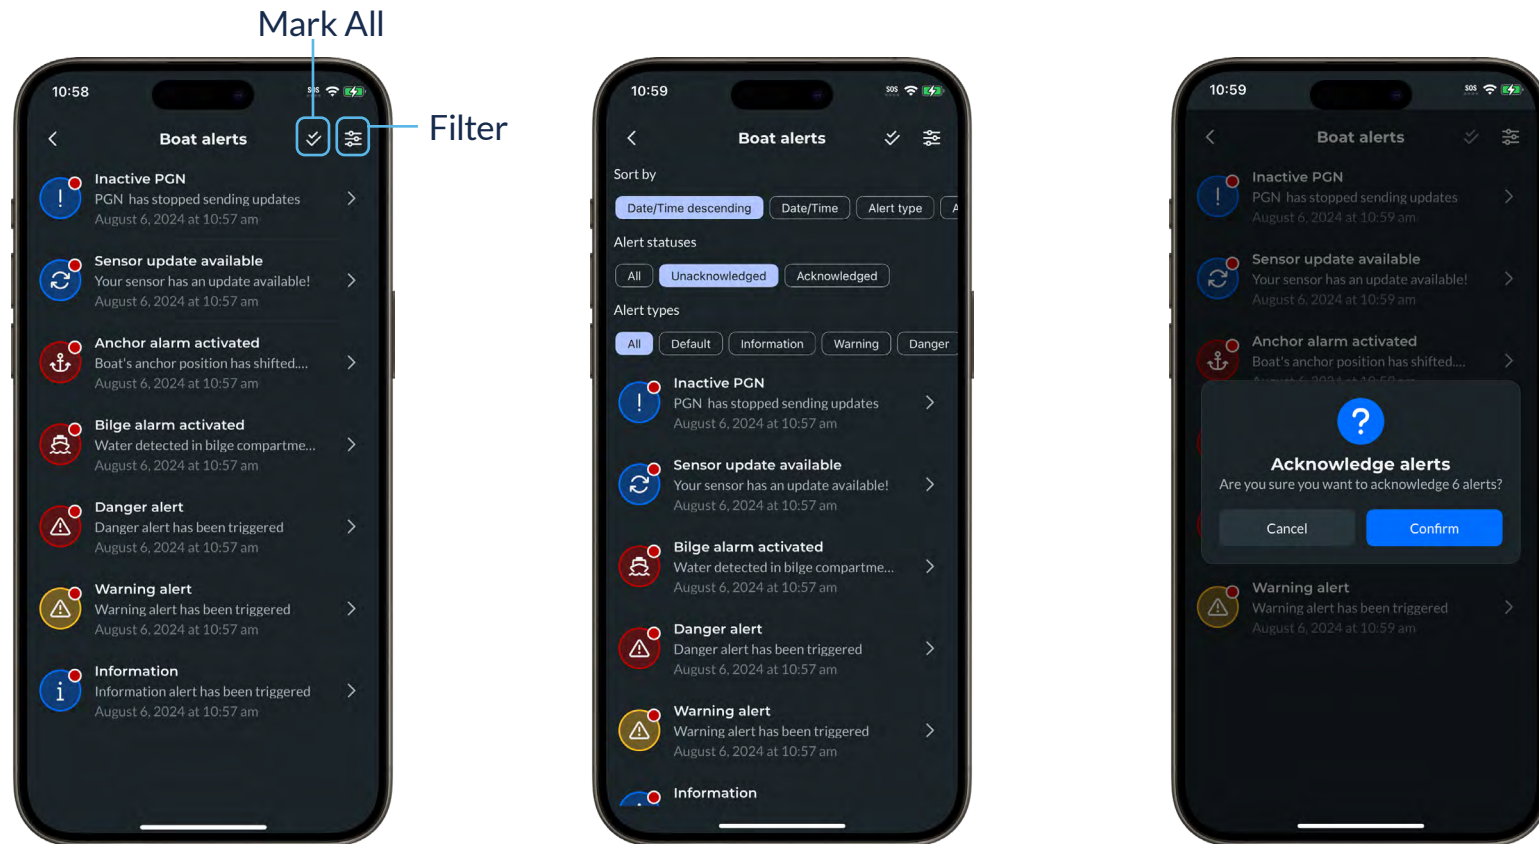 Mark All
Filter
10:58
SOS
Boat alerts
Inactive PGN
PGN has stopped sending updates
August 6, 2024 at 10:57 am
Sensor update available
Your sensor has an update available!
August 6, 2024 at 10:57 am
Anchor alarm activated
Boat's anchor position has shifted....
August 6, 2024 at 10:57 am
Bilge alarm activated
Water detected in bilge compartme...
August 6, 2024 at 10:57 am
Danger alert
Danger alert has been triggered
August 6, 2024 at 10:57 am
Warning alert
Warning alert has been triggered
August 6, 2024 at 10:57 am
Information
Information alert has been triggered
August 6, 2024 at 10:57 am
10:59
SOS
Boat alerts
Sort by
Date/Time descending Date/Time Alert type A
Alert statuses
All Unacknowledged Acknowledged
Alert types
All Default Information Warning Danger
Inactive PGN
PGN has stopped sending updates
August 6, 2024 at 10:57 am
Sensor update available
Your sensor has an update available!
August 6, 2024 at 10:57 am
Bilge alarm activated
Water detected in bilge compartme...
August 6, 2024 at 10:57 am
Danger alert
Danger alert has been triggered
August 6, 2024 at 10:57 am
Warning alert
Warning alert has been triggered
August 6, 2024 at 10:57 am
Information
10:59
SOS
Boat alerts
Inactive PGN
PGN has stopped sending updates
August 6, 2024 at 10:59 am
Sensor update available
Your sensor has an update available!
August 6, 2024 at 10:59 am
Anchor alarm activated
Boat's anchor position has shifted....
August 6, 2024 at 10:59 am
Acknowledge alerts
Are you sure you want to acknowledge 6 alerts?
Cancel Confirm
Warning alert
Warning alert has been triggered
August 6, 2024 at 10:59 am